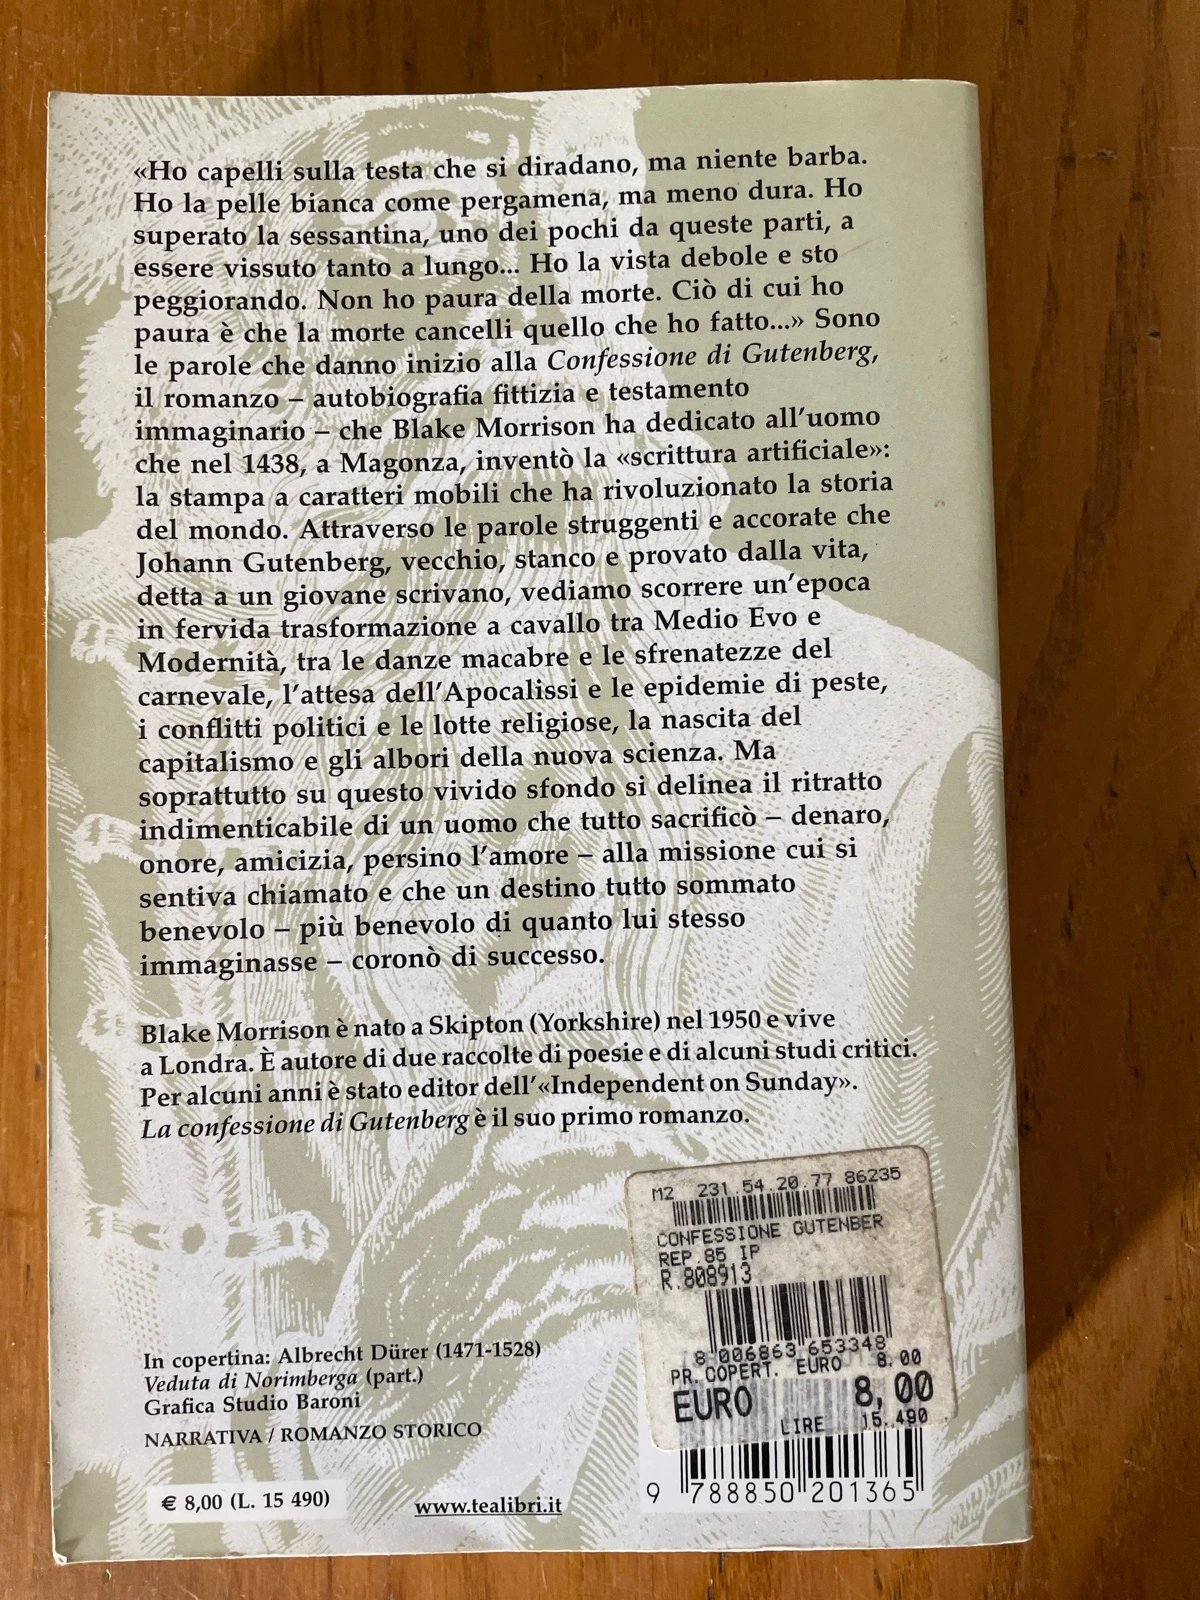 «Ho capelli sulla testa che si diradano, ma niente barba.
Ho la pelle bianca come pergamena, ma meno dura. Ho
superato la sessantina, uno dei pochi da queste parti, a
essere vissuto tanto a lungo... Ho la vista debole e sto
peggiorando. Non ho paura della morte. Ciò di cui ho
paura è che la morte cancelli quello che ho fatto...» Sono
le parole che danno inizio alla Confessione di Gutenberg,
il romanzo – autobiografia fittizia e testamento
immaginario – che Blake Morrison ha dedicato all'uomo
che nel 1438, a Magonza, inventò la «scrittura artificiale»:
la stampa a caratteri mobili che ha rivoluzionato la storia
del mondo. Attraverso le parole struggenti e accorate che
Johann Gutenberg, vecchio, stanco e provato dalla vita,
detta a un giovane scrivano, vediamo scorrere un'epoca
in fervida trasformazione a cavallo tra Medio Evo e
Modernità, tra le danze macabre e le sfrenatezze del
carnevale, l'attesa dell'Apocalissi e le epidemie di peste,
i conflitti politici e le lotte religiose, la nascita del
capitalismo e gli albori della nuova scienza. Ma
soprattutto su questo vivido sfondo si delinea il ritratto
indimenticabile di un uomo che tutto sacrificò – denaro,
onore, amicizia, persino l'amore – alla missione cui si
sentiva chiamato e che un destino tutto sommato
benevolo – più benevolo di quanto lui stesso
immaginasse – coronò di successo.
Blake Morrison è nato a Skipton (Yorkshire) nel 1950 e vive
a Londra. È autore di due raccolte di poesie e di alcuni studi critici.
Per alcuni anni è stato editor dell'«Independent on Sunday».
La confessione di Gutenberg è il suo primo romanzo.
M2 231.54.20.77 86235
CONFESSIONE GUTENBER
REP.85 IP
R.808913
8 006863 653348
PR. COPERT. EURO 8.00
EURO 8,00
LIRE 15.490
In copertina: Albrecht Dürer (1471-1528)
Veduta di Norimberga (part.)
Grafica Studio Baroni
NARRATIVA / ROMANZO STORICO
€ 8,00 (L. 15 490)
www.tealibri.it
9 788850 201365